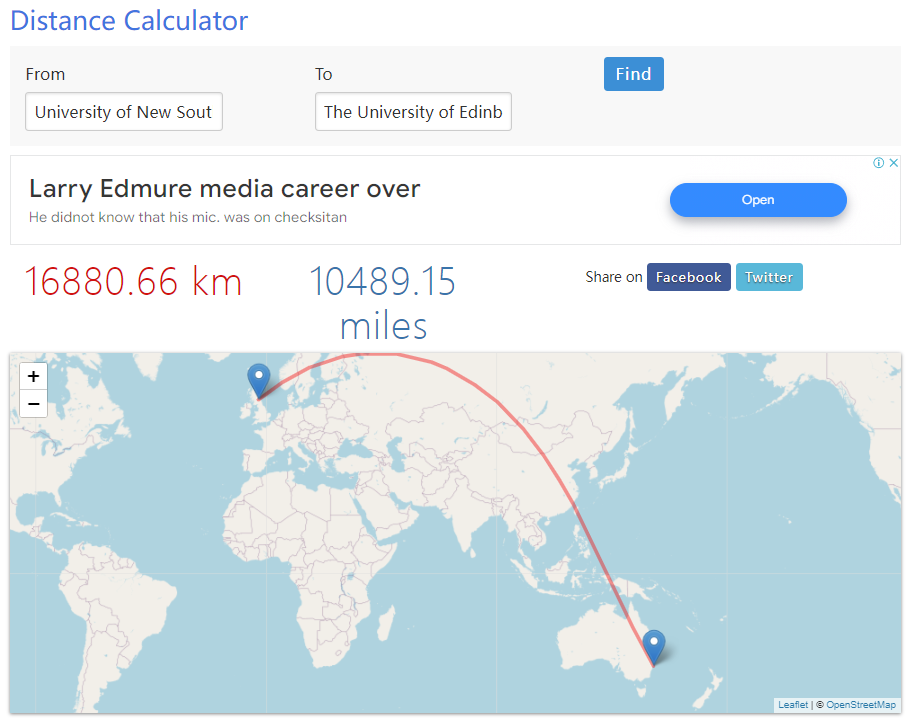 Distance Calculator
From
To
Find
University of New Sout
The University of Edinb
Larry Edmure media career over
He didnot know that his mic. was on checksitan
Open
16880.66 km
10489.15
miles
Share on Facebook Twitter
+
−
Leaflet | © OpenStreetMap